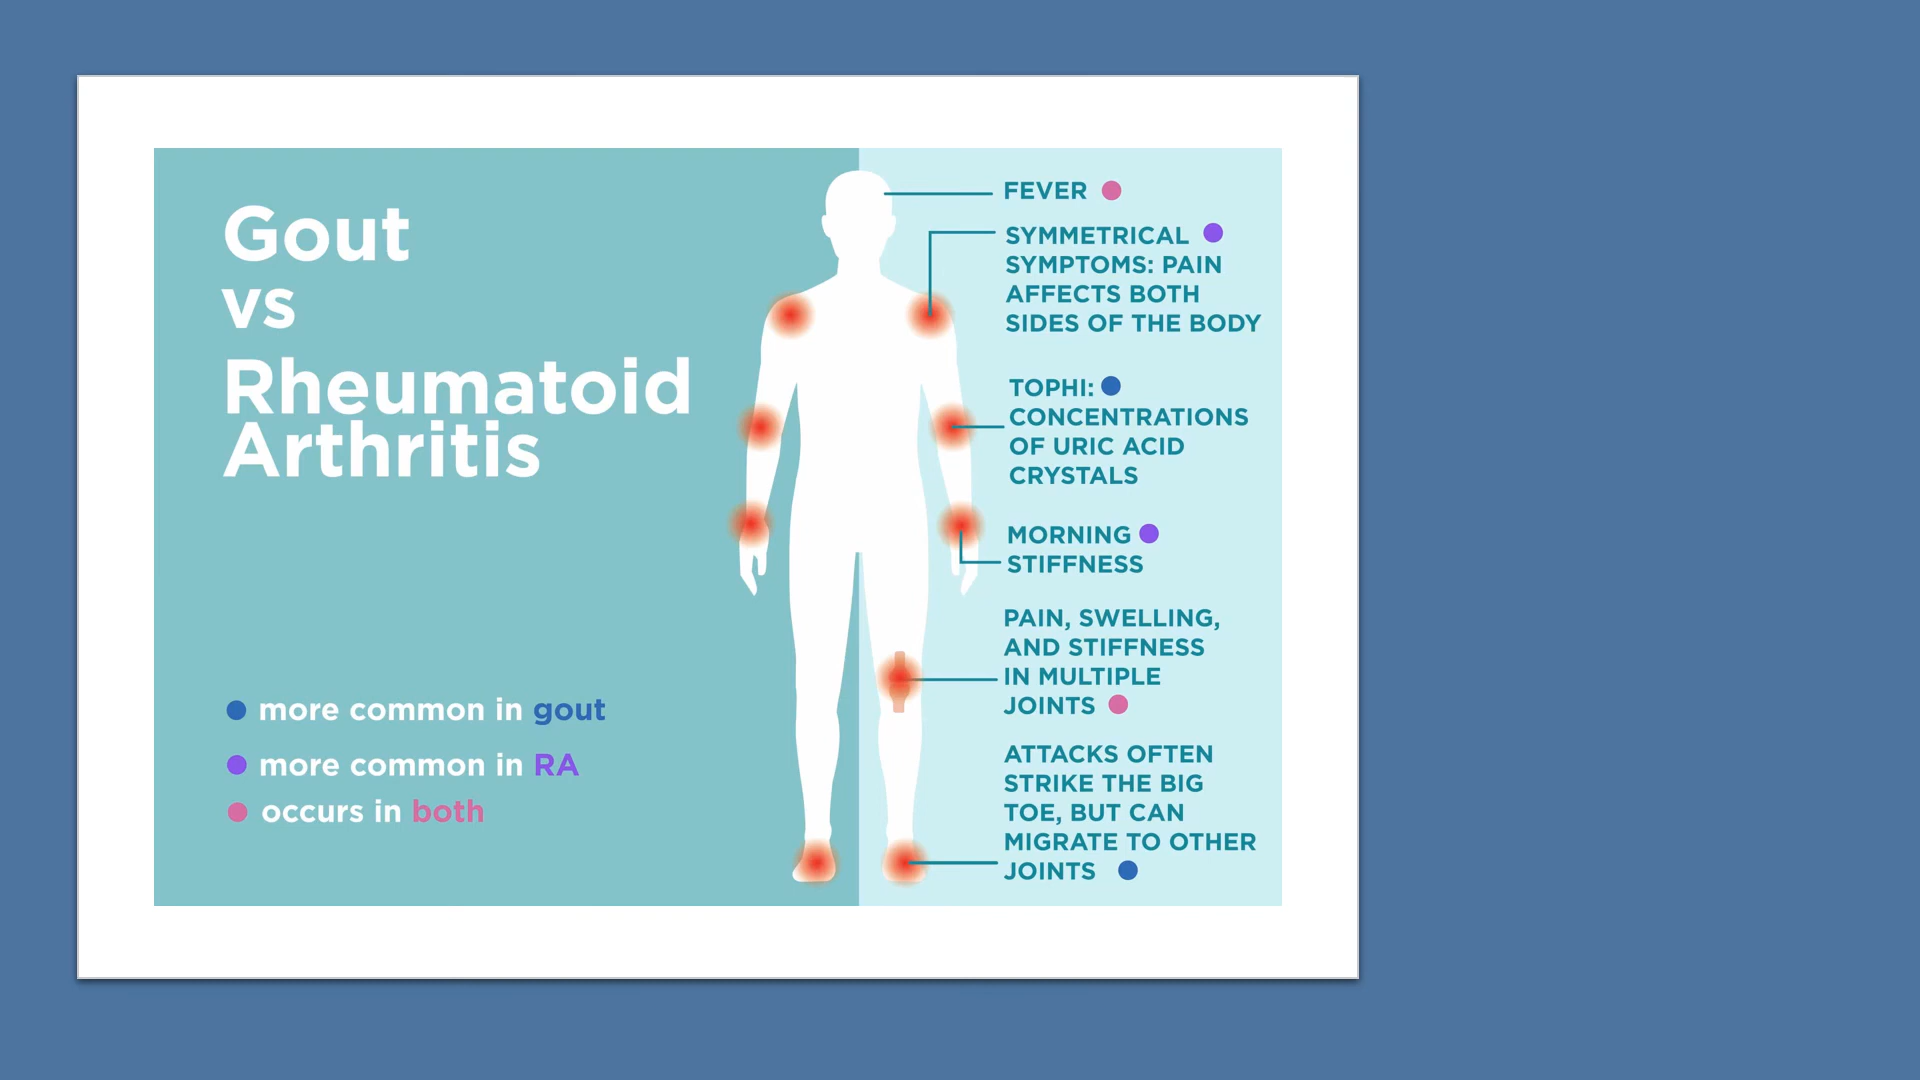 Gout
vs
Rheumatoid
Arthritis
more common in gout
more common in RA
occurs in both
FEVER
SYMMETRICAL
SYMPTOMS: PAIN
AFFECTS BOTH
SIDES OF THE BODY
TOPHI:
CONCENTRATIONS
OF URIC ACID
CRYSTALS
MORNING
STIFFNESS
PAIN, SWELLING,
AND STIFFNESS
IN MULTIPLE
JOINTS
ATTACKS OFTEN
STRIKE THE BIG
TOE, BUT CAN
MIGRATE TO OTHER
JOINTS